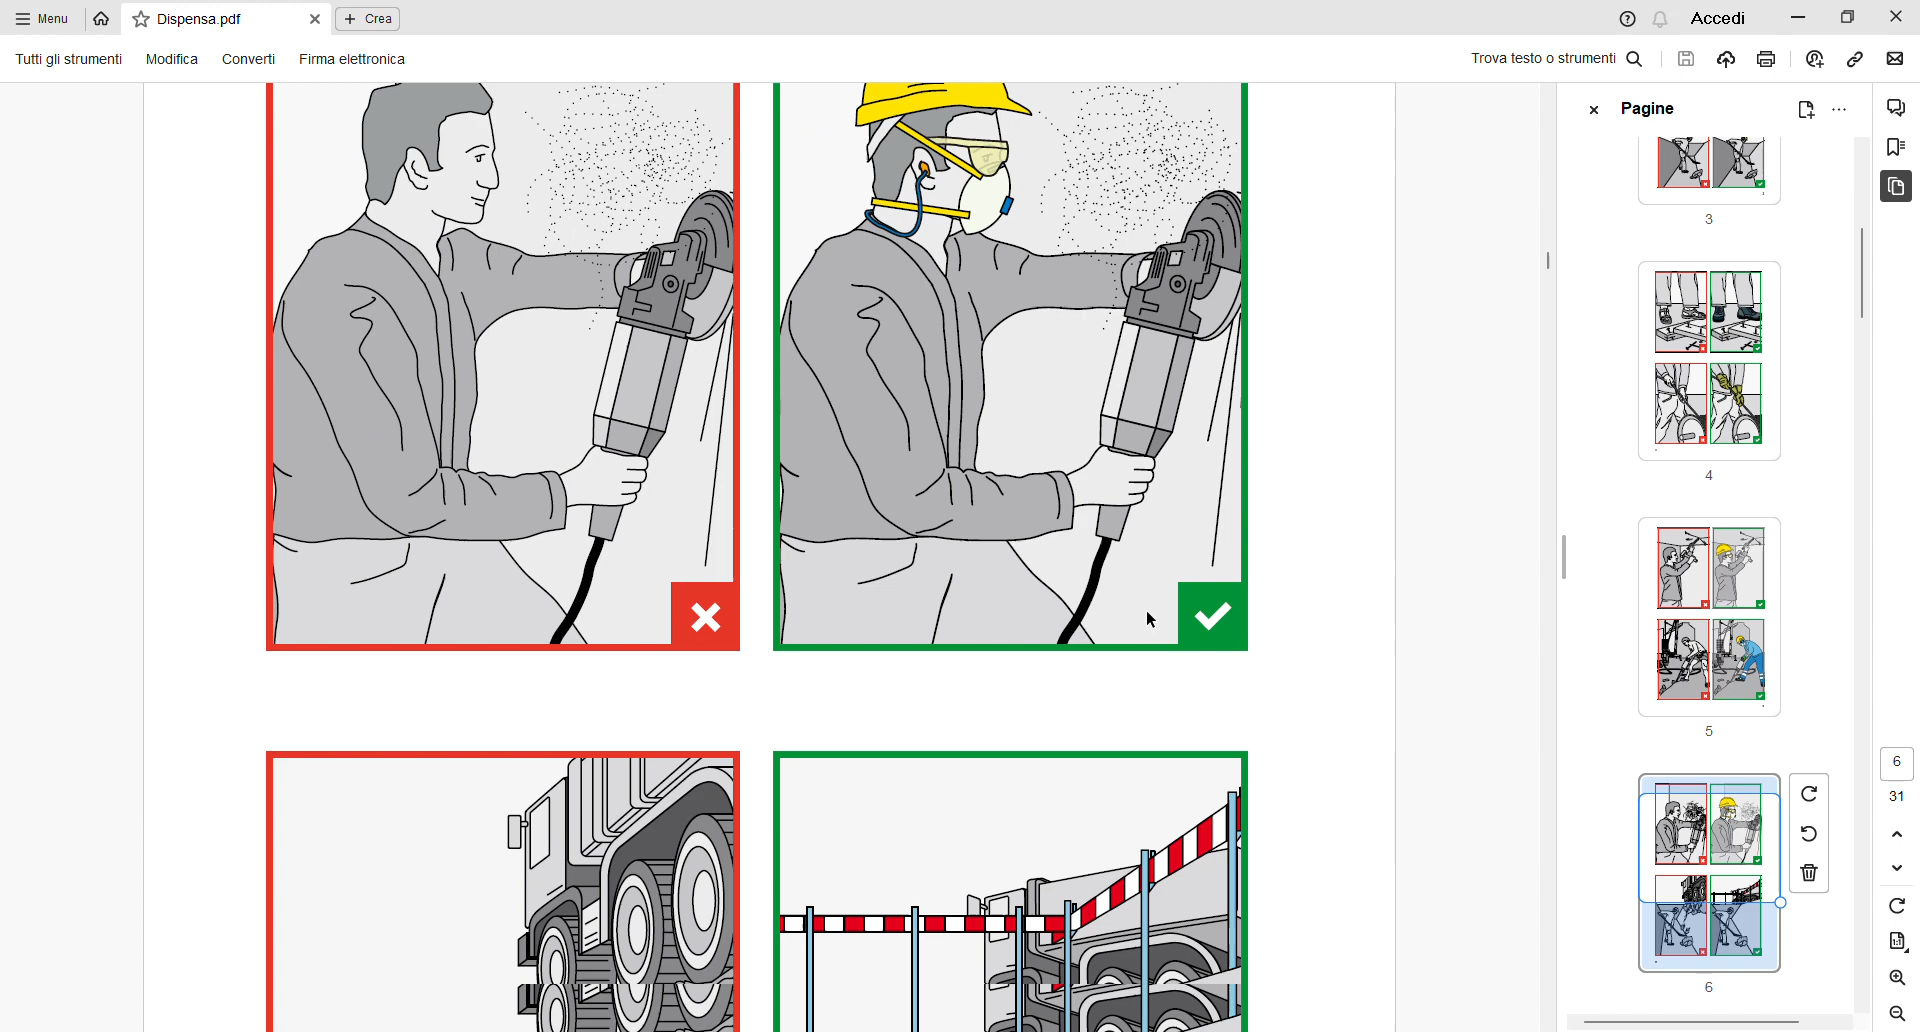 Menu
Dispensa.pdf
Crea
Accedi
Tutti gli strumenti
Modifica
Converti
Firma elettronica
Trova testo o strumenti
Pagine
3
4
5
6
6
31